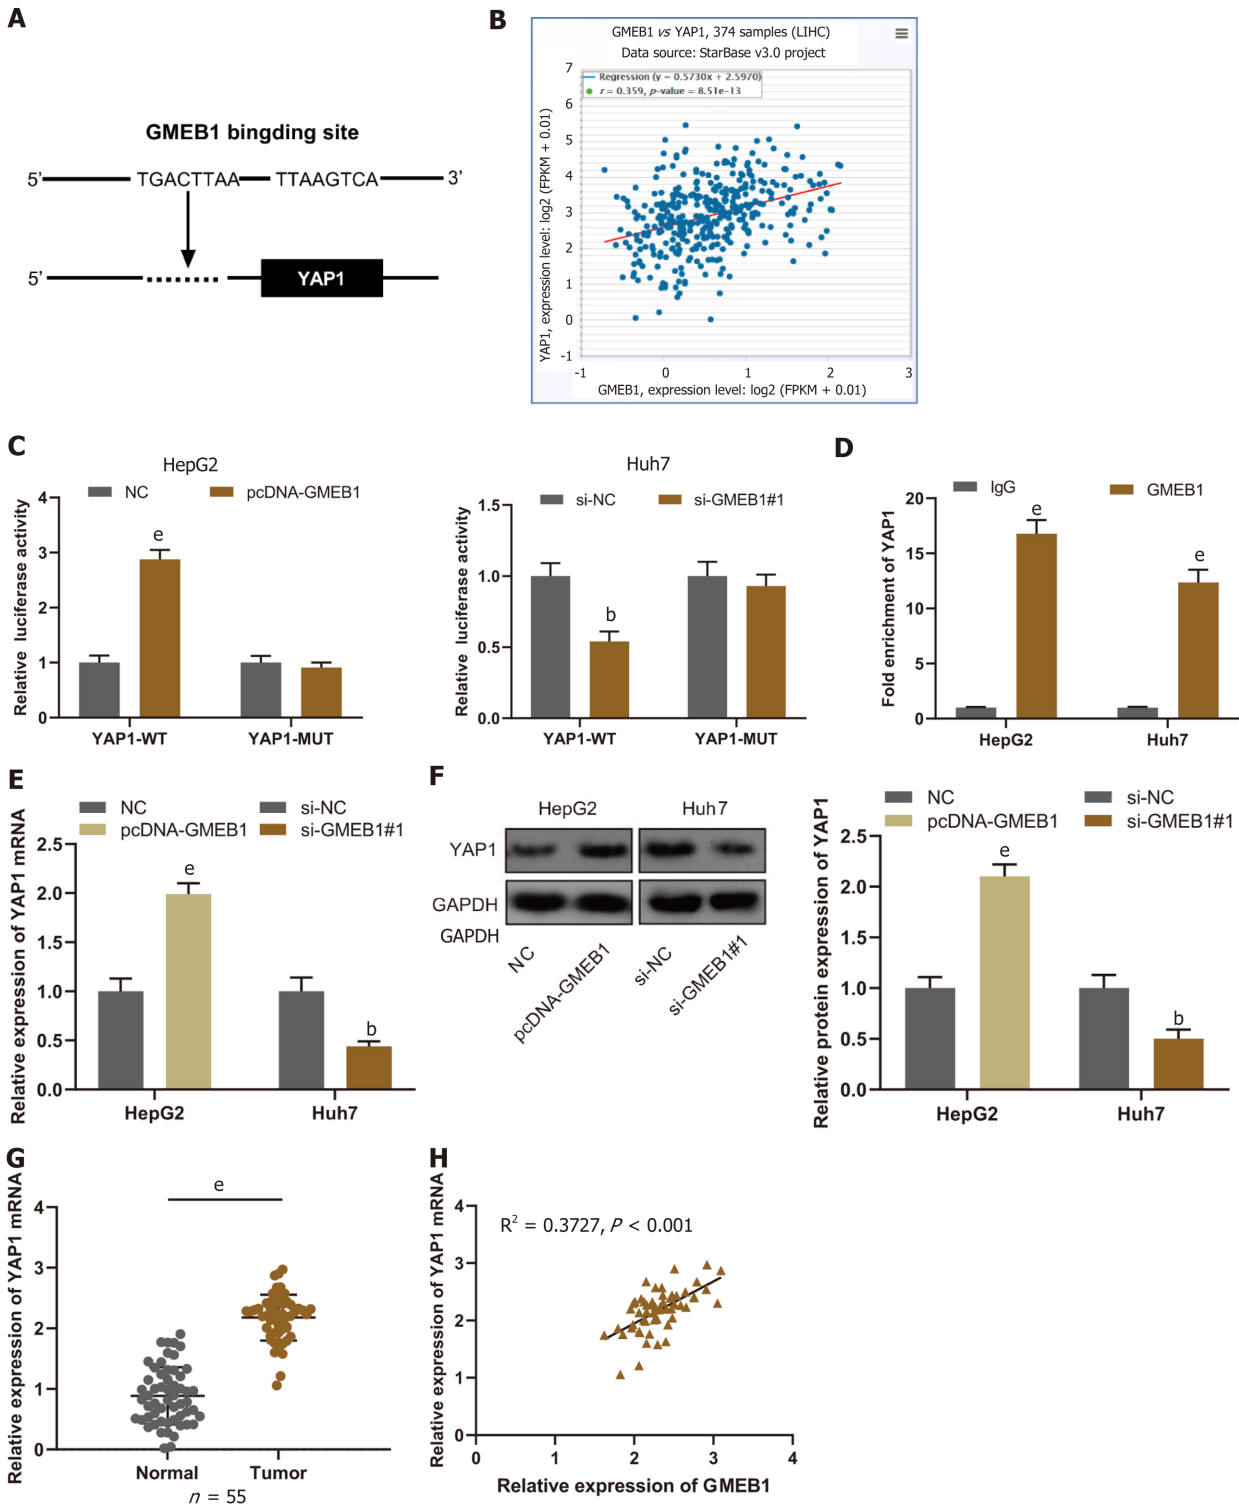 A
GMEB1 bingding site
5'
TGACTTAA
TTAAGTCA
3'
5'
YAP1
B
GMEB1 vs YAP1, 374 samples (LIHC)
Data source: StarBase v3.0 project
Regression (y = 0.5730x + 2.5970)
r = 0.359, p-value = 8.51e-13
YAP1, expression level: log2 (FPKM + 0.01)
7
6
5
4
3
2
1
0
-1
-1
0
1
2
3
GMEB1, expression level: log2 (FPKM + 0.01)
C
HepG2
NC
pcDNA-GMEB1
Relative luciferase activity
4
3
2
1
0
e
YAP1-WT
YAP1-MUT
Huh7
si-NC
si-GMEB1#1
Relative luciferase activity
1.5
1.0
0.5
0.0
b
YAP1-WT
YAP1-MUT
D
IgG
GMEB1
Fold enrichment of YAP1
20
15
10
5
0
e
e
HepG2
Huh7
E
NC
si-NC
pcDNA-GMEB1
si-GMEB1#1
Relative expression of YAP1 mRNA
2.5
2.0
1.5
1.0
0.5
0.0
e
b
HepG2
Huh7
F
HepG2
Huh7
YAP1
GAPDH
GAPDH
NC
pcDNA-GMEB1
si-NC
si-GMEB1#1
NC
si-NC
pcDNA-GMEB1
si-GMEB1#1
Relative protein expression of YAP1
2.5
2.0
1.5
1.0
0.5
0.0
e
b
HepG2
Huh7
G
Relative expression of YAP1 mRNA
4
3
2
1
0
e
Normal
Tumor
n = 55
H
Relative expression of YAP1 mRNA
4
3
2
1
0
R² = 0.3727, P < 0.001
0
1
2
3
4
Relative expression of GMEB1